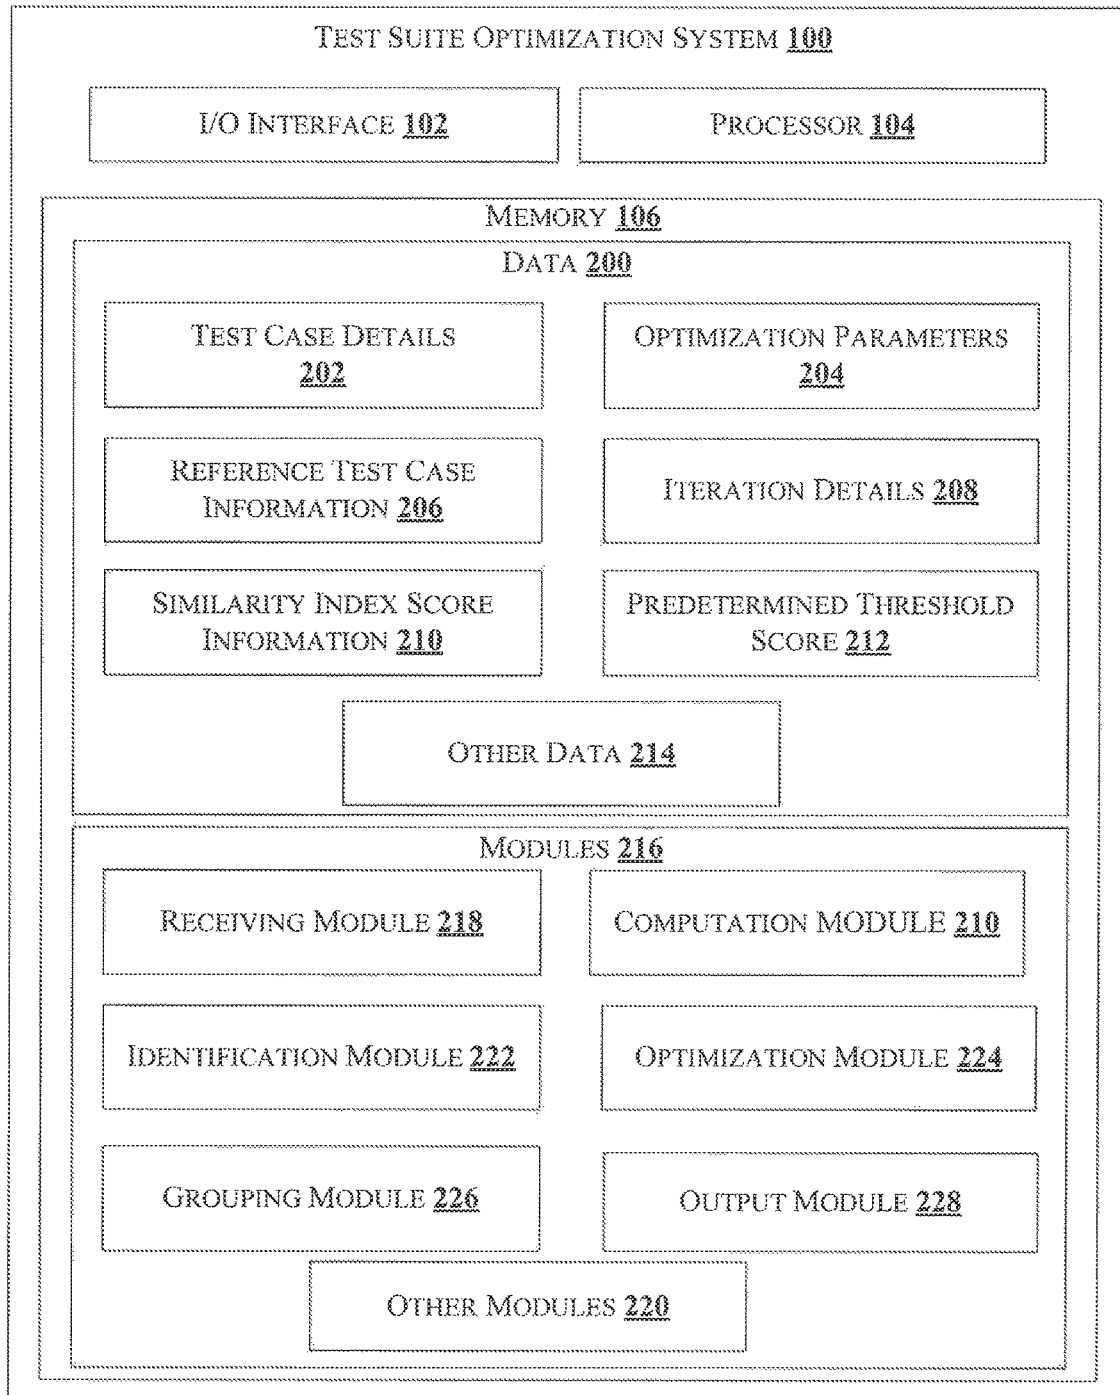 TEST SUITE OPTIMIZATION SYSTEM 100
I/O INTERFACE 102
PROCESSOR 104
MEMORY 106
DATA 200
TEST CASE DETAILS
202
OPTIMIZATION PARAMETERS
204
REFERENCE TEST CASE
INFORMATION 206
ITERATION DETAILS 208
SIMILARITY INDEX SCORE
INFORMATION 210
PREDETERMINED THRESHOLD
SCORE 212
OTHER DATA 214
MODULES 216
RECEIVING MODULE 218
COMPUTATION MODULE 210
IDENTIFICATION MODULE 222
OPTIMIZATION MODULE 224
GROUPING MODULE 226
OUTPUT MODULE 228
OTHER MODULES 220